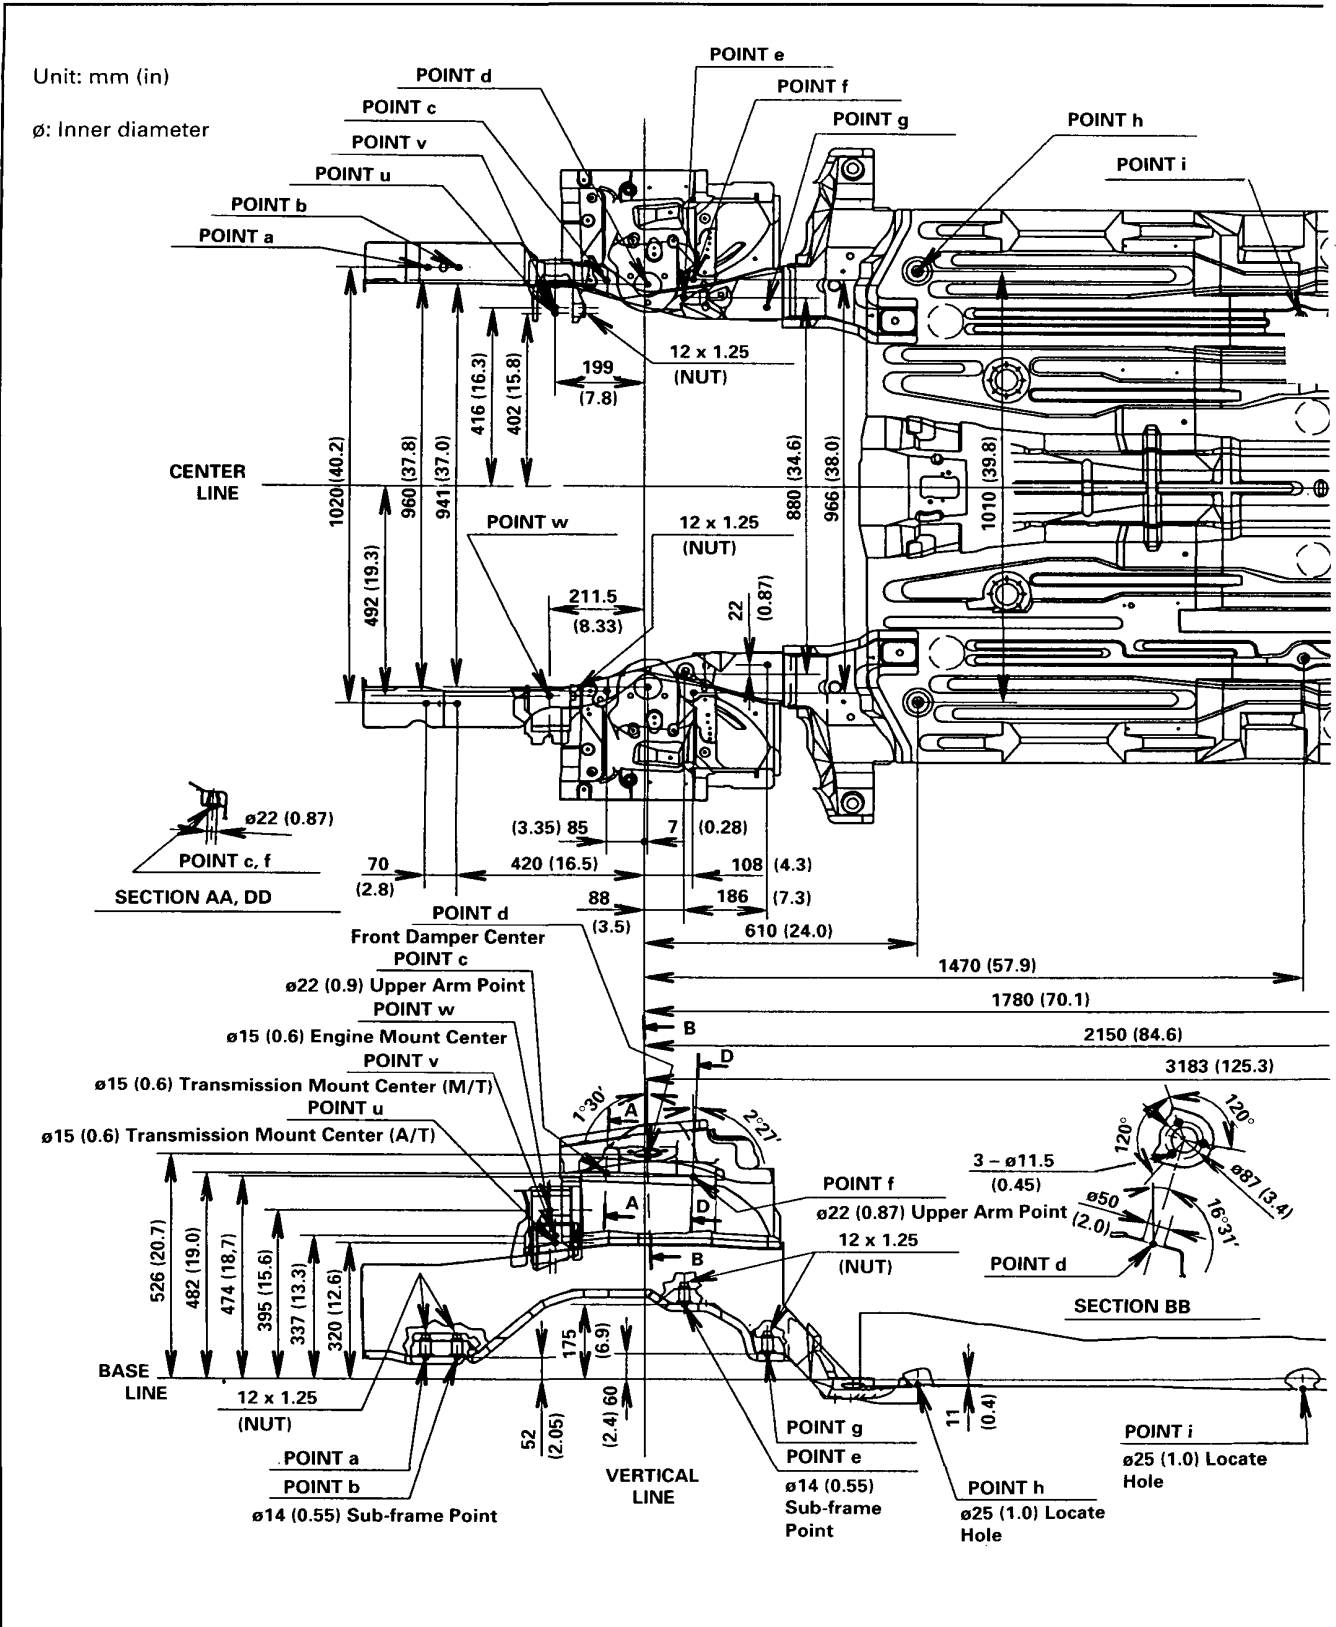 Unit: mm (in)
ø: Inner diameter
POINT e
POINT d
POINT f
POINT c
POINT g
POINT h
POINT v
POINT i
POINT u
POINT b
POINT a
12 x 1.25
(NUT)
199
(7.8)
416 (16.3)
402 (15.8)
1020 (40.2)
960 (37.8)
941 (37.0)
880 (34.6)
966 (38.0)
1010 (39.8)
CENTER
LINE
492 (19.3)
POINT w
12 x 1.25
(NUT)
211.5
(8.33)
22
(0.87)
ø22 (0.87)
POINT c, f
SECTION AA, DD
(3.35) 85
7 (0.28)
70
(2.8)
420 (16.5)
108 (4.3)
88
(3.5)
186 (7.3)
610 (24.0)
1470 (57.9)
1780 (70.1)
2150 (84.6)
3183 (125.3)
POINT d
Front Damper Center
POINT c
ø22 (0.9) Upper Arm Point
POINT w
ø15 (0.6) Engine Mount Center
POINT v
ø15 (0.6) Transmission Mount Center (M/T)
POINT u
ø15 (0.6) Transmission Mount Center (A/T)
B
D
1°30′
A
2°27′
A
D
B
120°
120°
3 – ø11.5
(0.45)
ø87 (3.4)
ø50
(2.0)
16°31′
POINT d
SECTION BB
POINT f
ø22 (0.87) Upper Arm Point
12 x 1.25
(NUT)
526 (20.7)
482 (19.0)
474 (18,7)
395 (15.6)
337 (13.3)
320 (12.6)
175
(6.9)
BASE
LINE
12 x 1.25
(NUT)
52
(2.05)
(2.4) 60
11
(0.4)
POINT a
POINT b
ø14 (0.55) Sub-frame Point
VERTICAL
LINE
POINT g
POINT e
ø14 (0.55)
Sub-frame
Point
POINT h
ø25 (1.0) Locate
Hole
POINT i
ø25 (1.0) Locate
Hole